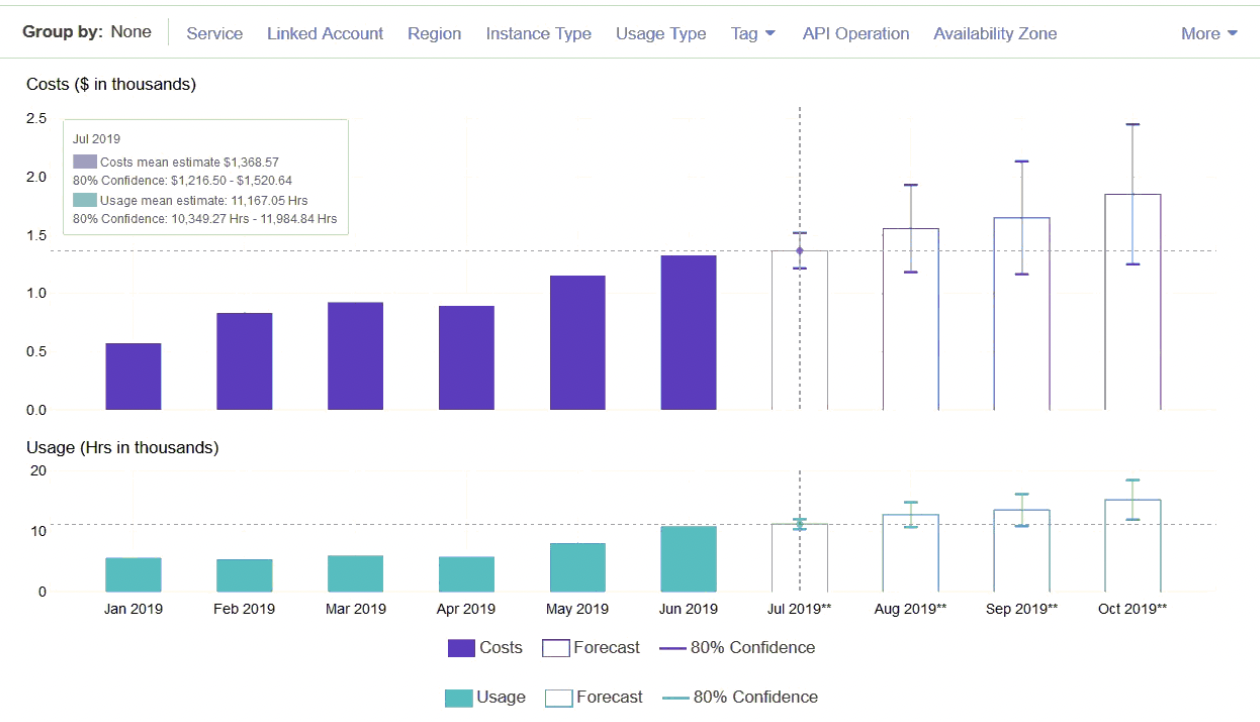 Group by: None Service Linked Account Region Instance Type Usage Type Tag API Operation Availability Zone More
Costs ($ in thousands)
2.5
Jul 2019
Costs mean estimate $1,368.57
80% Confidence: $1,216.50 - $1,520.64
Usage mean estimate: 11,167.05 Hrs
80% Confidence: 10,349.27 Hrs - 11,984.84 Hrs
2.0
1.5
1.0
0.5
0.0
Usage (Hrs in thousands)
20
10
0
Jan 2019 Feb 2019 Mar 2019 Apr 2019 May 2019 Jun 2019 Jul 2019** Aug 2019** Sep 2019** Oct 2019**
Costs Forecast 80% Confidence
Usage Forecast 80% Confidence